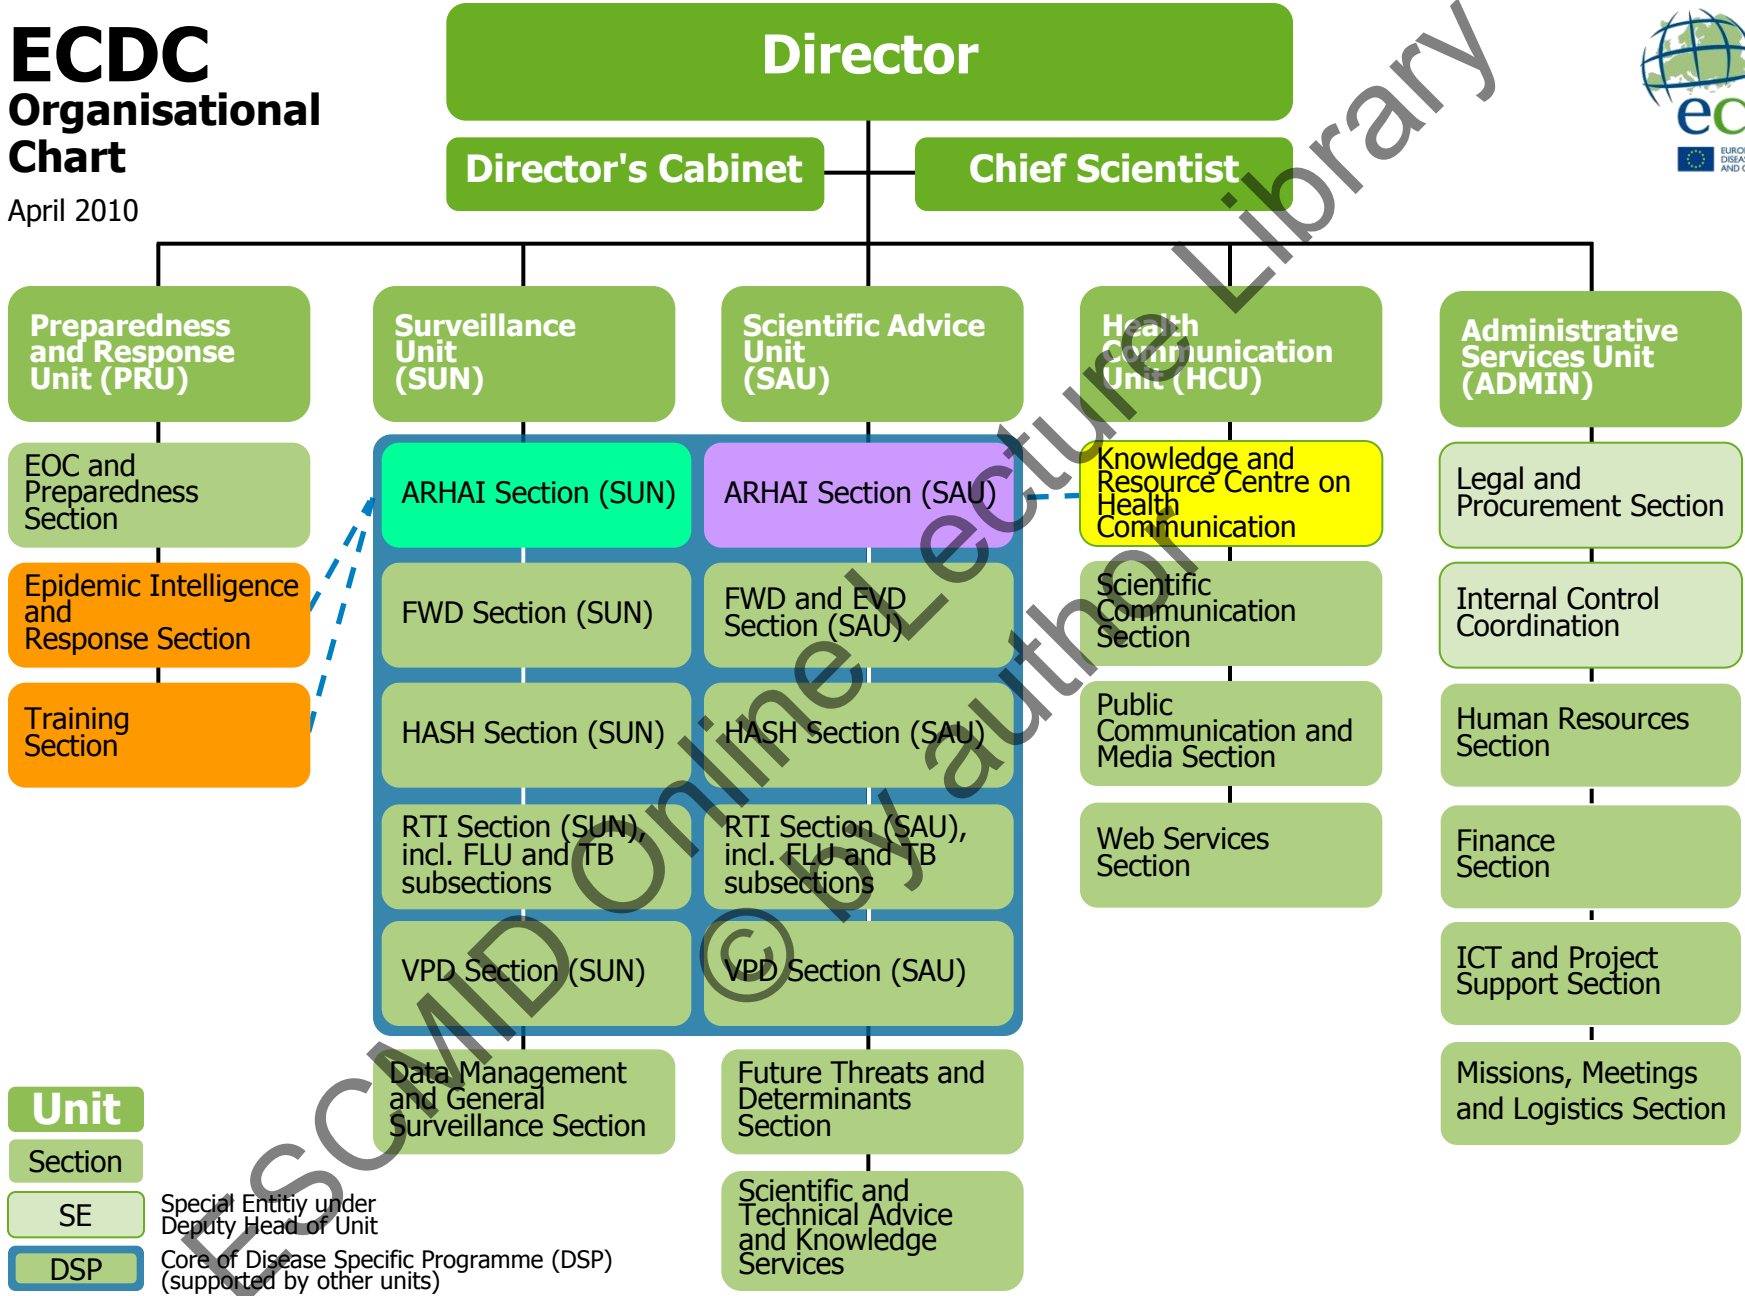 ECDC
Organisational
Chart
April 2010
Director
Director's Cabinet
Chief Scientist
ec
EURO
DISEA
AND C
Preparedness
and Response
Unit (PRU)
EOC and
Preparedness
Section
Epidemic Intelligence
and
Response Section
Training
Section
Surveillance
Unit
(SUN)
ARHAI Section (SUN)
FWD Section (SUN)
HASH Section (SUN)
RTI Section (SUN),
incl. FLU and TB
subsections
VPD Section (SUN)
Data Management
and General
Surveillance Section
Scientific Advice
Unit
(SAU)
ARHAI Section (SAU)
FWD and EVD
Section (SAU)
HASH Section (SAU)
RTI Section (SAU),
incl. FLU and TB
subsections
VPD Section (SAU)
Future Threats and
Determinants
Section
Scientific and
Technical Advice
and Knowledge
Services
Health
Communication
Unit (HCU)
Knowledge and
Resource Centre on
Health
Communication
Scientific
Communication
Section
Public
Communication and
Media Section
Web Services
Section
Administrative
Services Unit
(ADMIN)
Legal and
Procurement Section
Internal Control
Coordination
Human Resources
Section
Finance
Section
ICT and Project
Support Section
Missions, Meetings
and Logistics Section
Unit
Section
SE
Special Entitiy under
Deputy Head of Unit
DSP
Core of Disease Specific Programme (DSP)
(supported by other units)
ESCMID Online Lecture Library
© by author